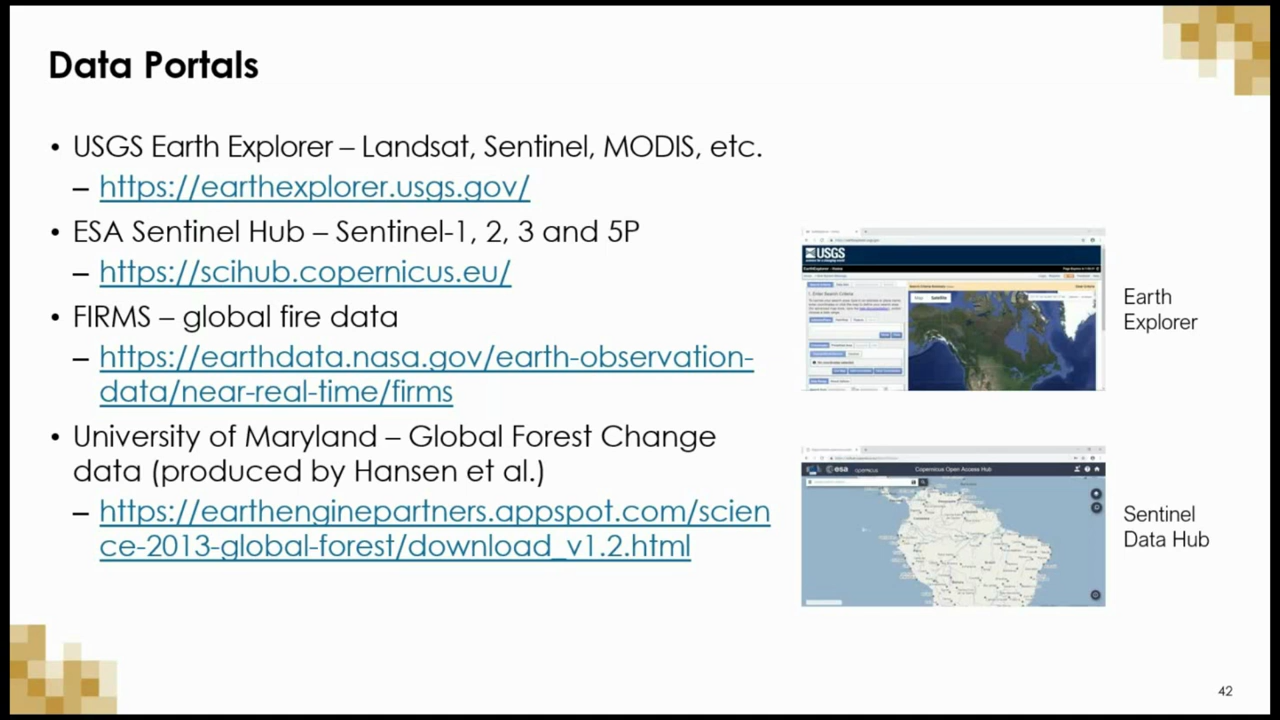 Data Portals
• USGS Earth Explorer – Landsat, Sentinel, MODIS, etc.
– https://earthexplorer.usgs.gov/
• ESA Sentinel Hub – Sentinel-1, 2, 3 and 5P
– https://scihub.copernicus.eu/
• FIRMS – global fire data
– https://earthdata.nasa.gov/earth-observation-
data/near-real-time/firms
• University of Maryland – Global Forest Change
data (produced by Hansen et al.)
– https://earthenginepartners.appspot.com/scien
ce-2013-global-forest/download_v1.2.html
USGS
Earth
Explorer
esa copernicus Copernicus Open Access Hub
Sentinel
Data Hub
42